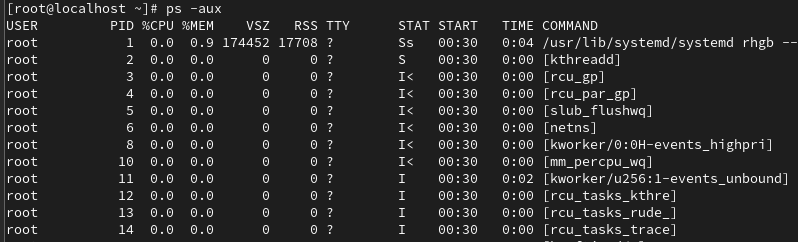 [root@localhost ~]# ps -aux
USER         PID %CPU %MEM    VSZ   RSS TTY      STAT START   TIME COMMAND
root           1  0.0  0.9 174452 17708 ?        Ss   00:30   0:04 /usr/lib/systemd/systemd rhgb --
root           2  0.0  0.0      0     0 ?        S    00:30   0:00 [kthreadd]
root           3  0.0  0.0      0     0 ?        I<   00:30   0:00 [rcu_gp]
root           4  0.0  0.0      0     0 ?        I<   00:30   0:00 [rcu_par_gp]
root           5  0.0  0.0      0     0 ?        I<   00:30   0:00 [slub_flushwq]
root           6  0.0  0.0      0     0 ?        I<   00:30   0:00 [netns]
root           8  0.0  0.0      0     0 ?        I<   00:30   0:00 [kworker/0:0H-events_highpri]
root          10  0.0  0.0      0     0 ?        I<   00:30   0:00 [mm_percpu_wq]
root          11  0.0  0.0      0     0 ?        I    00:30   0:02 [kworker/u256:1-events_unbound]
root          12  0.0  0.0      0     0 ?        I    00:30   0:00 [rcu_tasks_kthre]
root          13  0.0  0.0      0     0 ?        I    00:30   0:00 [rcu_tasks_rude_]
root          14  0.0  0.0      0     0 ?        I    00:30   0:00 [rcu_tasks_trace]